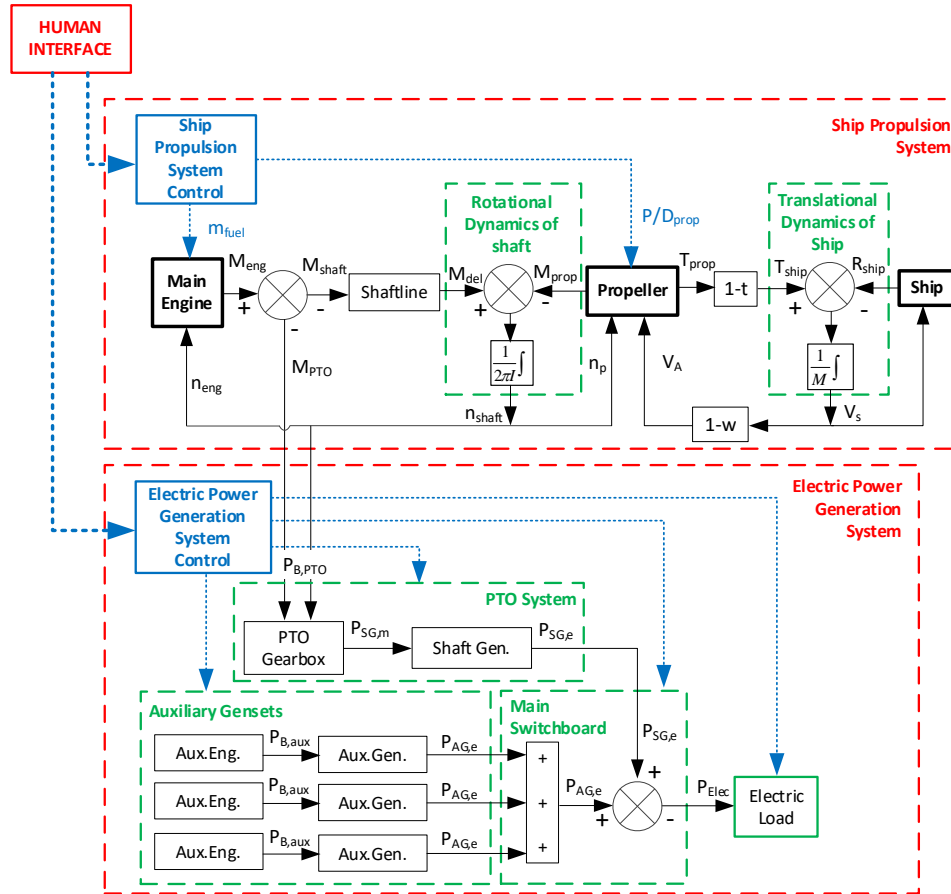 HUMAN
INTERFACE
Ship Propulsion
System
Ship
Propulsion
System
Control
m_fuel
P/D_prop
Rotational
Dynamics of
shaft
Translational
Dynamics of
Ship
Main
Engine
M_eng
+
-
-
M_shaft
Shaftline
M_del
+
M_prop
-
Propeller
T_prop
1-t
T_ship
+
R_ship
-
Ship
M_PTO
1/2πI ∫
1/M ∫
n_eng
n_shaft
n_p
V_A
1-w
V_s
Electric Power
Generation
System
Electric Power
Generation
System
Control
P_B,PTO
PTO System
PTO
Gearbox
P_SG,m
Shaft Gen.
P_SG,e
Auxiliary Gensets
Main
Switchboard
P_SG,e
Aux.Eng.
P_B,aux
Aux.Gen.
P_AG,e
+
Aux.Eng.
P_B,aux
Aux.Gen.
P_AG,e
+
P_AG,e
+
+
-
P_Elec
Electric
Load
Aux.Eng.
P_B,aux
Aux.Gen.
P_AG,e
+